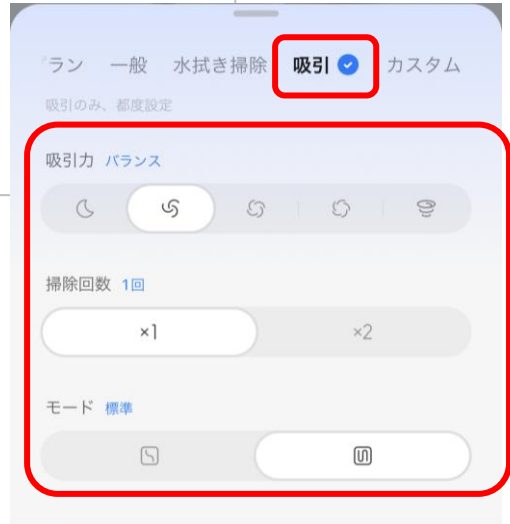 ラン 一般 水拭き掃除 吸引 カスタム
吸引のみ、都度設定
吸引力 バランス
掃除回数 1回
×1 ×2
モード 標準